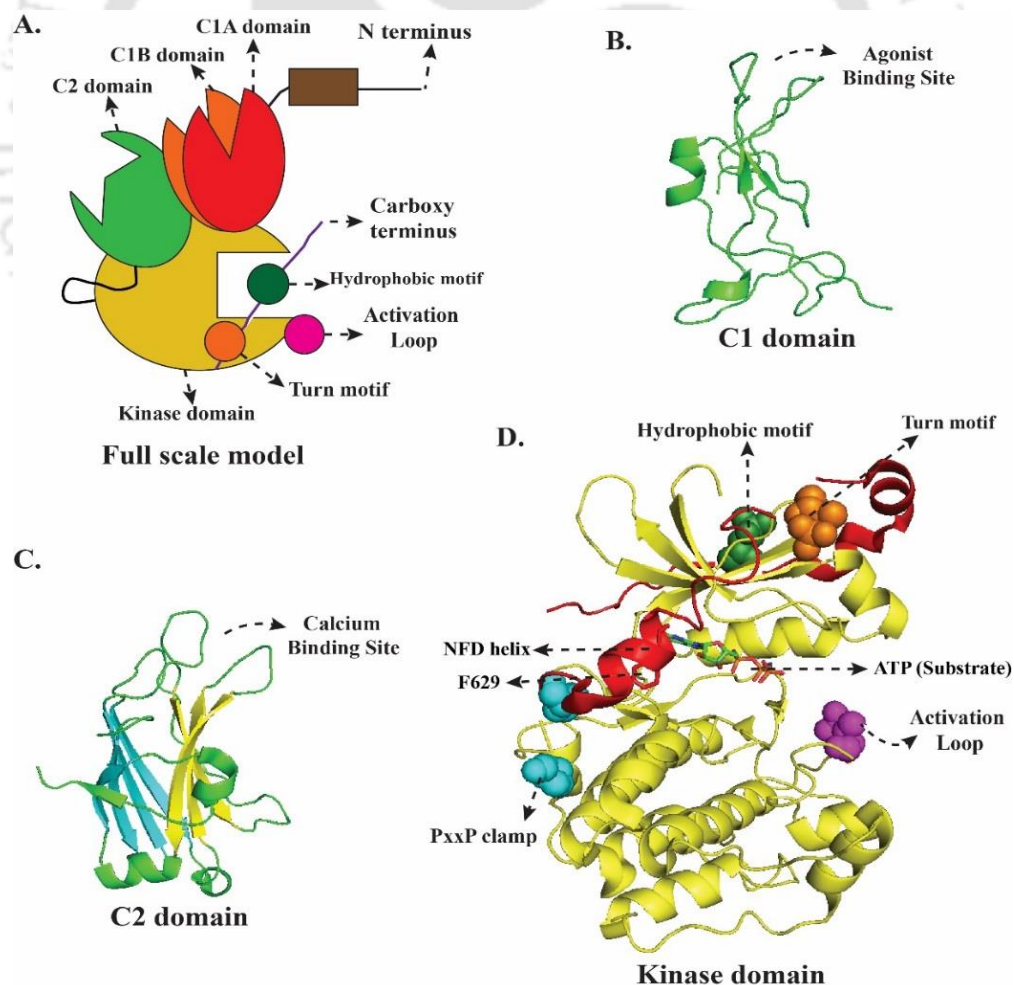 A.
C1A domain
N terminus
C1B domain
C2 domain
Carboxy
terminus
Hydrophobic motif
Activation
Loop
Turn motif
Kinase domain
Full scale model
B.
Agonist
Binding Site
C1 domain
C.
Calcium
Binding Site
C2 domain
D.
Hydrophobic motif
Turn motif
NFD helix
F629
ATP (Substrate)
Activation
Loop
PxxP clamp
Kinase domain